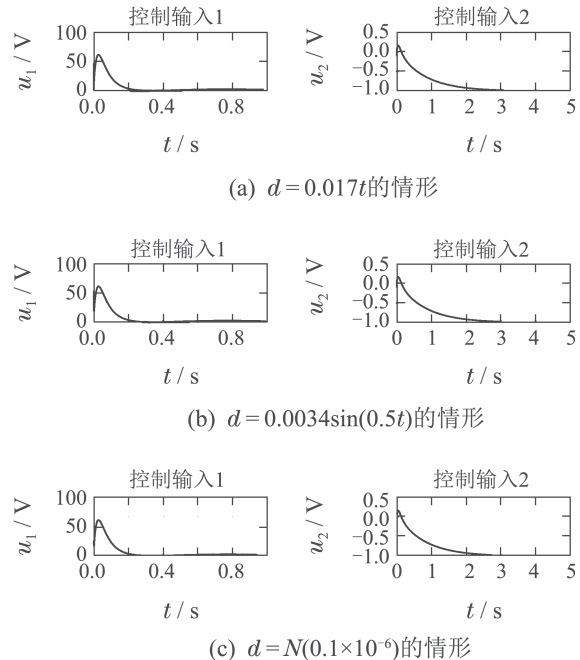 控制输入1 控制输入2
100 0.5
50 0.0
0 −0.5
−1.0
u₁ / V u₂ / V
0.0 0.4 0.8 0 1 2 3 4 5
t / s t / s
(a) d = 0.017t的情形
控制输入1 控制输入2
100 0.5
50 0.0
0 −0.5
−1.0
u₁ / V u₂ / V
0.0 0.4 0.8 0 1 2 3 4 5
t / s t / s
(b) d = 0.0034sin(0.5t)的情形
控制输入1 控制输入2
100 0.5
50 0.0
0 −0.5
−1.0
u₁ / V u₂ / V
0.0 0.4 0.8 0 1 2 3 4 5
t / s t / s
(c) d = N(0.1×10⁻⁶)的情形